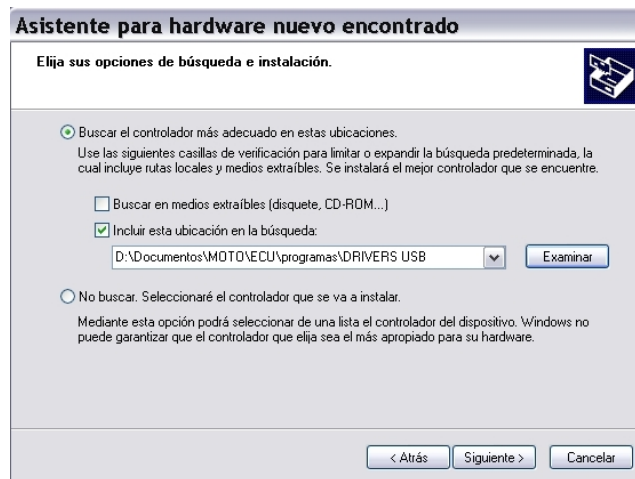 Asistente para hardware nuevo encontrado
Elija sus opciones de búsqueda e instalación.
Buscar el controlador más adecuado en estas ubicaciones.
Use las siguientes casillas de verificación para limitar o expandir la búsqueda predeterminada, la
cual incluye rutas locales y medios extraíbles. Se instalará el mejor controlador que se encuentre.
Buscar en medios extraíbles (disquete, CD-ROM...)
Incluir esta ubicación en la búsqueda:
D:\Documentos\MOTO\ECU\programas\DRIVERS USB
Examinar
No buscar. Seleccionaré el controlador que se va a instalar.
Mediante esta opción podrá seleccionar de una lista el controlador del dispositivo. Windows no
puede garantizar que el controlador que elija sea el más apropiado para su hardware.
< Atrás Siguiente > Cancelar